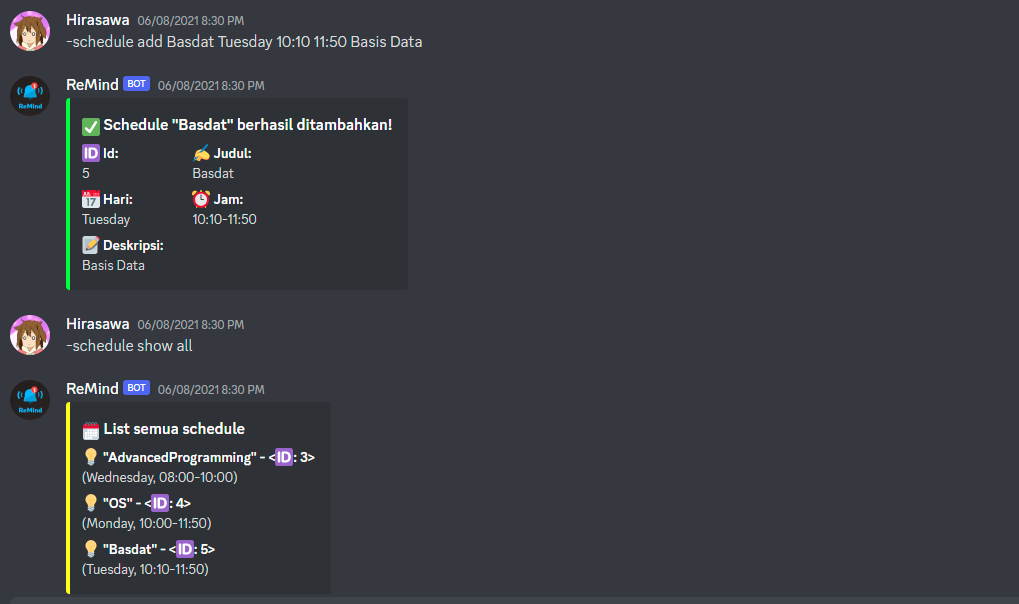 Hirasawa 06/08/2021 8:30 PM
-schedule add Basdat Tuesday 10:10 11:50 Basis Data
ReMind
ReMind BOT 06/08/2021 8:30 PM
✅ Schedule "Basdat" berhasil ditambahkan!
🆔 Id: ✍️ Judul:
5 Basdat
📅 Hari: ⏰ Jam:
Tuesday 10:10-11:50
📝 Deskripsi:
Basis Data
Hirasawa 06/08/2021 8:30 PM
-schedule show all
ReMind
ReMind BOT 06/08/2021 8:30 PM
🗓️ List semua schedule
💡 "AdvancedProgramming" - <🆔: 3>
(Wednesday, 08:00-10:00)
💡 "OS" - <🆔: 4>
(Monday, 10:00-11:50)
💡 "Basdat" - <🆔: 5>
(Tuesday, 10:10-11:50)